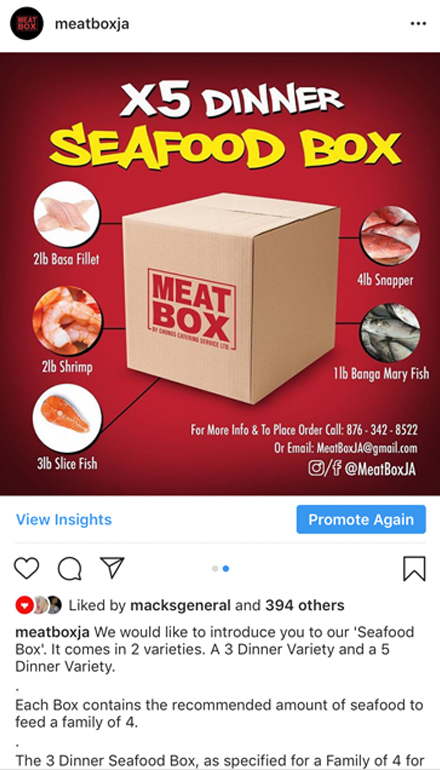 meatboxja
X5 DINNER
SEAFOOD BOX
2lb Basa Fillet
4lb Snapper
MEAT
BOX
BY CHUNKS CATERING SERVICE LTD
2lb Shrimp
1lb Banga Mary Fish
3lb Slice Fish
For More Info & To Place Order Call: 876 - 342 - 8522
Or Email: MeatBoxJA@gmail.com
@MeatBoxJA
View Insights
Promote Again
Liked by macksgeneral and 394 others
meatboxja We would like to introduce you to our 'Seafood
Box'. It comes in 2 varieties. A 3 Dinner Variety and a 5
Dinner Variety.
.
Each Box contains the recommended amount of seafood to
feed a family of 4.
.
The 3 Dinner Seafood Box, as specified for a Family of 4 for